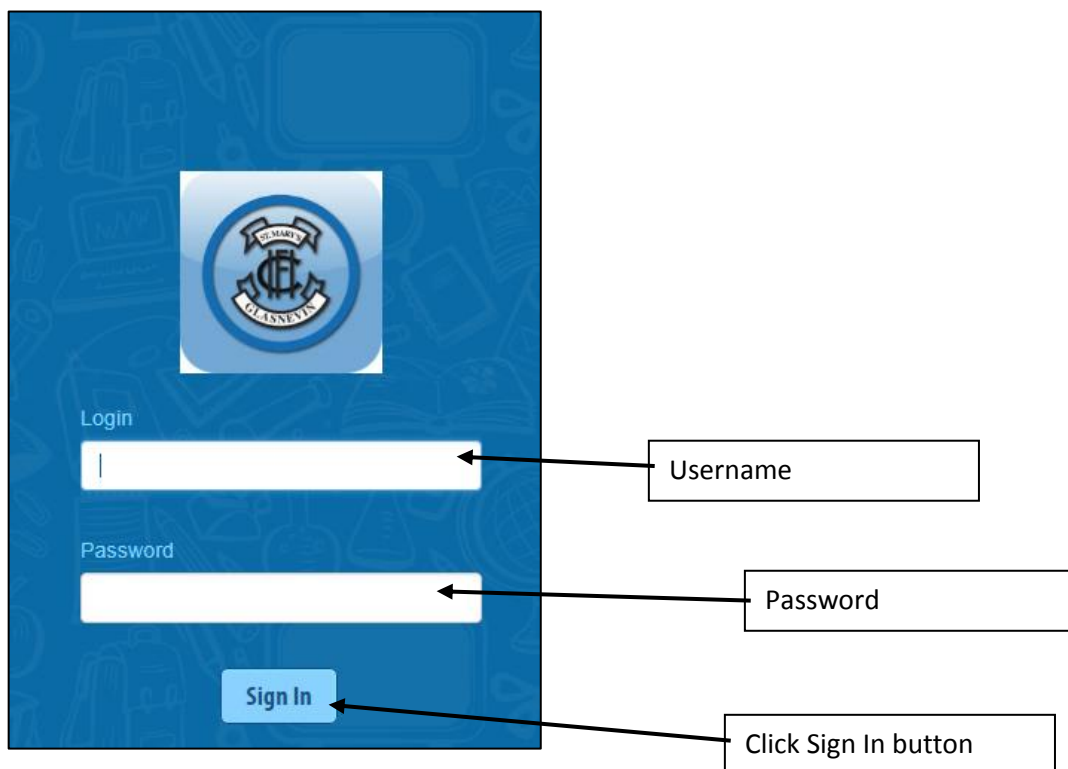 ST. MARY'S
GLASNEVIN
Login
Username
Password
Password
Sign In
Click Sign In button